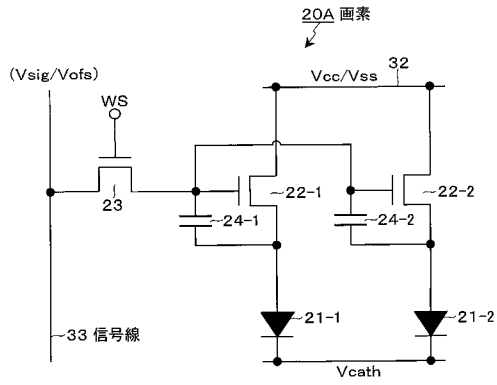 20A 画素
(Vsig/Vofs)
Vcc/Vss
32
WS
23
22-1
22-2
24-1
24-2
21-1
21-2
33 信号線
Vcath